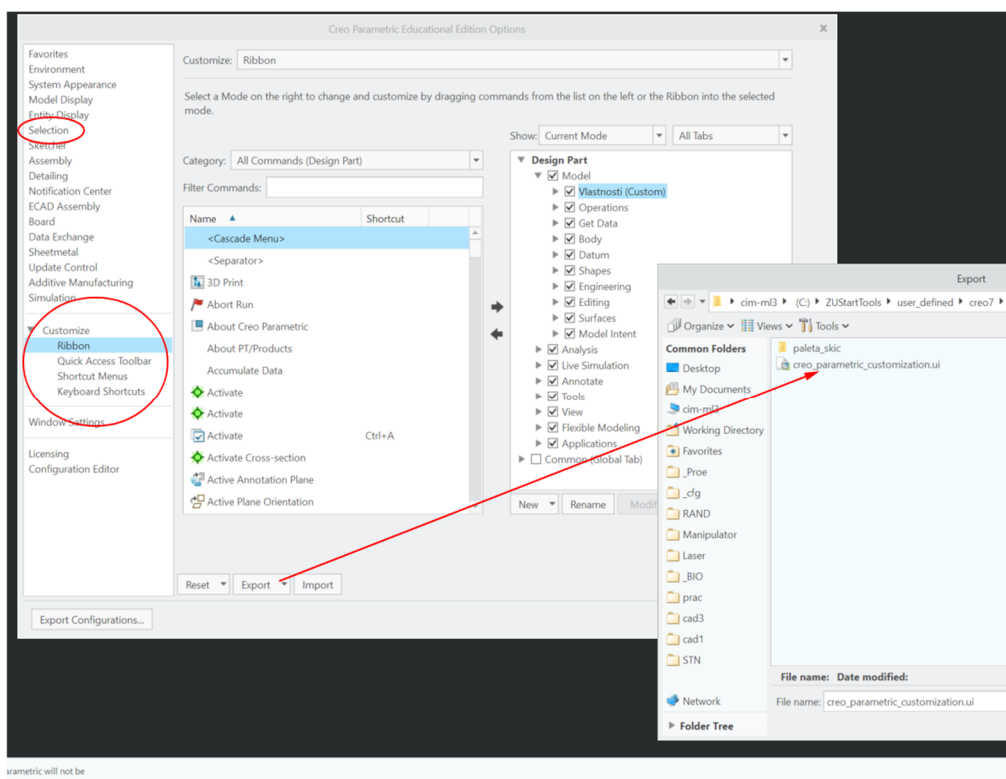 Creo Parametric Educational Edition Options
Favorites
Environment
System Appearance
Model Display
Entity Display
Selection
Sketcher
Assembly
Detailing
Notification Center
ECAD Assembly
Board
Data Exchange
Sheetmetal
Update Control
Additive Manufacturing
Simulation
Customize
Ribbon
Quick Access Toolbar
Shortcut Menus
Keyboard Shortcuts
Window Settings
Licensing
Configuration Editor
Export Configurations...
Customize: Ribbon
Select a Mode on the right to change and customize by dragging commands from the list on the left or the Ribbon into the selected
mode.
Category: All Commands (Design Part)
Filter Commands:
Name Shortcut
<Cascade Menu>
<Separator>
3D Print
Abort Run
About Creo Parametric
About PT/Products
Accumulate Data
Activate
Activate
Activate Ctrl+A
Activate Cross-section
Active Annotation Plane
Active Plane Orientation
Reset Export Import
Show: Current Mode All Tabs
Design Part
Model
Vlastnosti (Custom)
Operations
Get Data
Body
Datum
Shapes
Engineering
Editing
Surfaces
Model Intent
Analysis
Live Simulation
Annotate
Tools
View
Flexible Modeling
Applications
Common (Global Tab)
New Rename Modif
Export
cim-ml3 (C:) ZUStartTools user_defined creo7
Organize Views Tools
Common Folders
Desktop
My Documents
cim-ml3
Working Directory
Favorites
_Proe
_cfg
RAND
Manipulator
Laser
_BIO
prac
cad3
cad1
STN
Network
Folder Tree
paleta_skic
creo_parametric_customization.ui
File name: Date modified:
File name: creo_parametric_customization.ui
arametric will not be